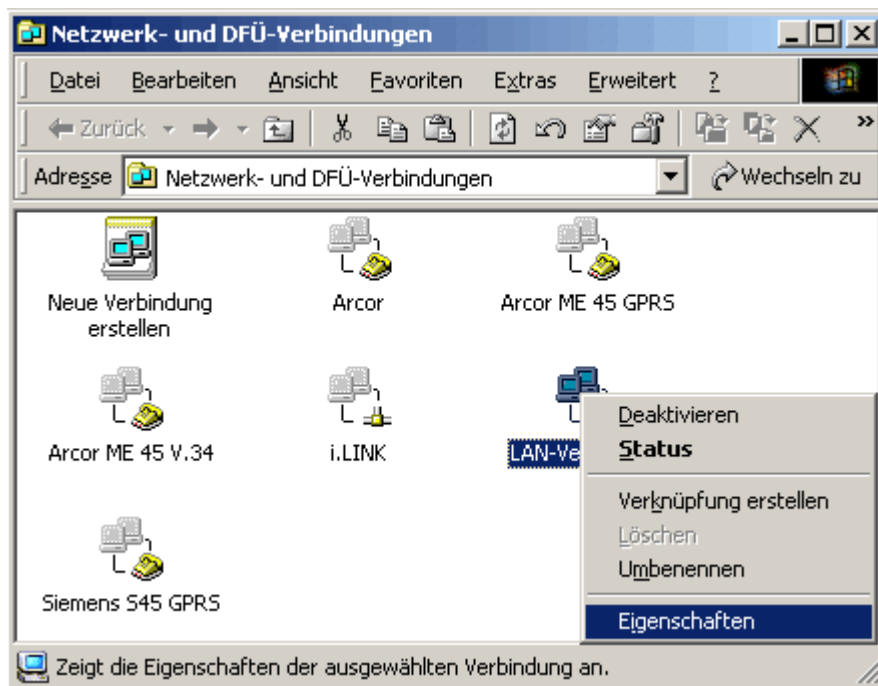 Netzwerk- und DFÜ-Verbindungen
Datei Bearbeiten Ansicht Favoriten Extras Erweitert ?
Zurück »
Adresse Netzwerk- und DFÜ-Verbindungen Wechseln zu
Neue Verbindung erstellen
Arcor
Arcor ME 45 GPRS
Arcor ME 45 V.34
i.LINK
LAN-Ve
Siemens S45 GPRS
Deaktivieren
Status
Verknüpfung erstellen
Löschen
Umbenennen
Eigenschaften
Zeigt die Eigenschaften der ausgewählten Verbindung an.